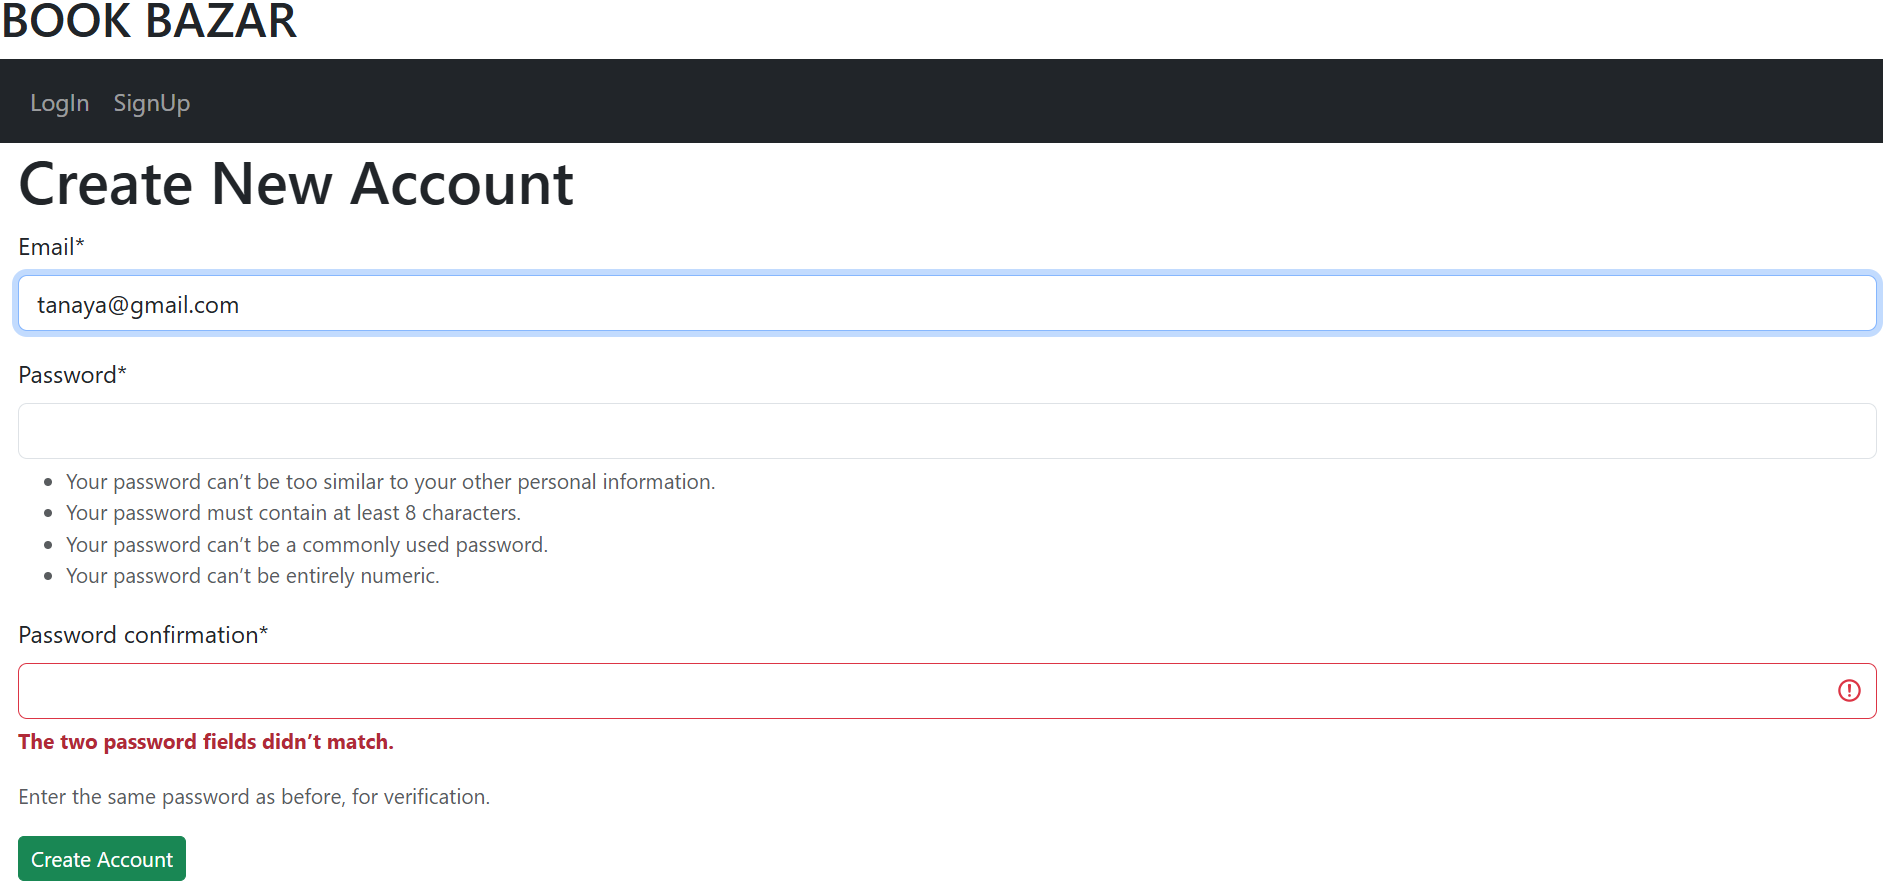 BOOK BAZAR
LogIn SignUp
Create New Account
Email*
tanaya@gmail.com
Password*
Your password can’t be too similar to your other personal information.
Your password must contain at least 8 characters.
Your password can’t be a commonly used password.
Your password can’t be entirely numeric.
Password confirmation*
The two password fields didn’t match.
Enter the same password as before, for verification.
Create Account